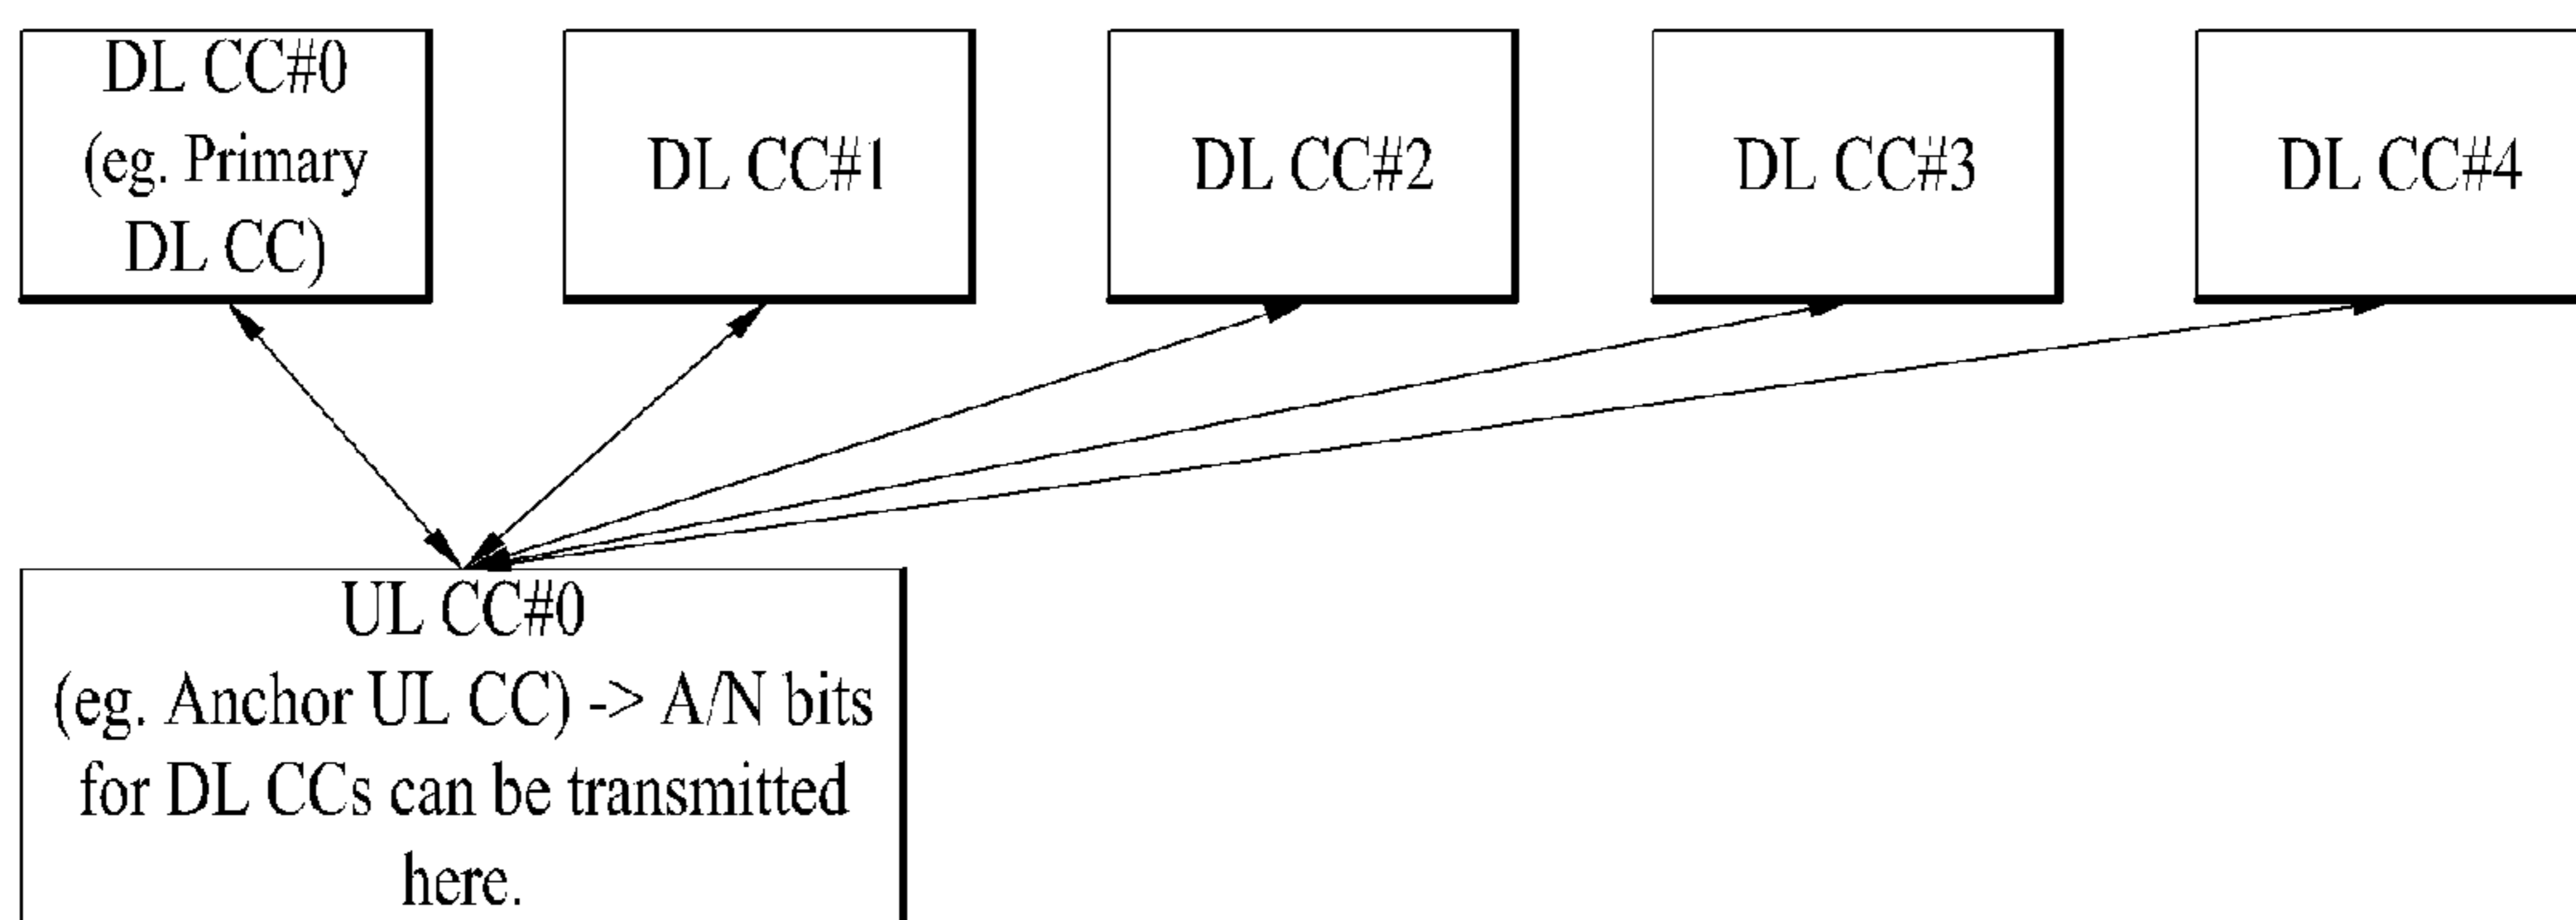 DL CC#0
(eg. Primary
DL CC)
DL CC#1
DL CC#2
DL CC#3
DL CC#4
UL CC#0
(eg. Anchor UL CC) -> A/N bits
for DL CCs can be transmitted
here.